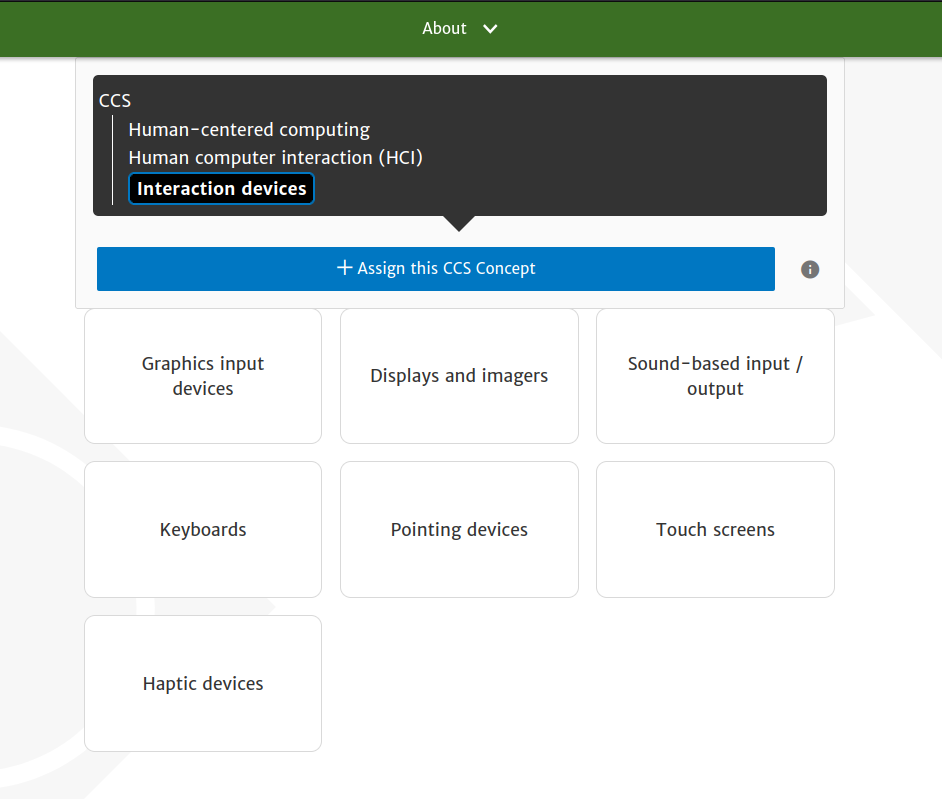 About
CCS
Human-centered computing
Human computer interaction (HCI)
Interaction devices
+ Assign this CCS Concept
Graphics input
devices
Displays and imagers
Sound-based input /
output
Keyboards
Pointing devices
Touch screens
Haptic devices